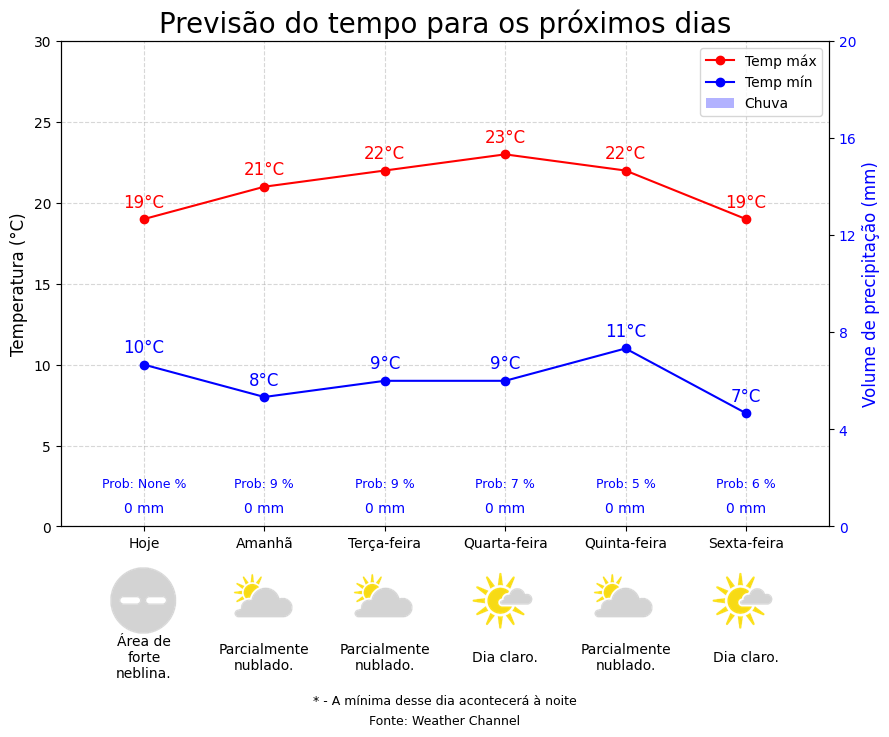 Previsão do tempo para os próximos dias
Temp máx
Temp mín
Chuva
Temperatura (°C)
Volume de precipitação (mm)
30
25
20
15
10
5
0
20
16
12
8
4
0
19°C
21°C
22°C
23°C
22°C
19°C
10°C
8°C
9°C
9°C
11°C
7°C
Prob: None %
Prob: 9 %
Prob: 9 %
Prob: 7 %
Prob: 5 %
Prob: 6 %
0 mm
0 mm
0 mm
0 mm
0 mm
0 mm
Hoje
Amanhã
Terça-feira
Quarta-feira
Quinta-feira
Sexta-feira
Área de
forte
neblina.
Parcialmente
nublado.
Parcialmente
nublado.
Dia claro.
Parcialmente
nublado.
Dia claro.
* - A mínima desse dia acontecerá à noite
Fonte: Weather Channel